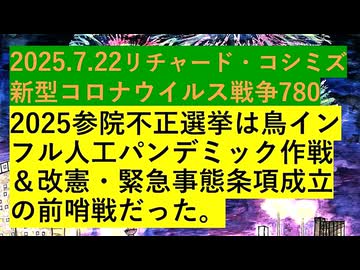 2025.7.22リチャード・コシミズ
新型コロナウイルス戦争780
2025参院不正選挙は鳥イン
フル人工パンデミック作戦
＆改憲・緊急事態条項成立
の前哨戦だった。